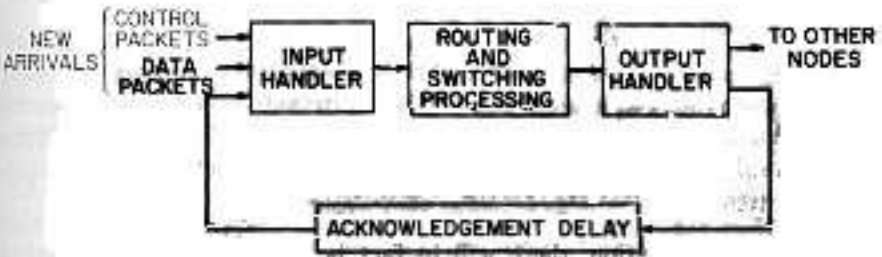 NEW
ARRIVALS
CONTROL
PACKETS
DATA
PACKETS
INPUT
HANDLER
ROUTING
AND
SWITCHING
PROCESSING
OUTPUT
HANDLER
TO OTHER
NODES
ACKNOWLEDGEMENT DELAY